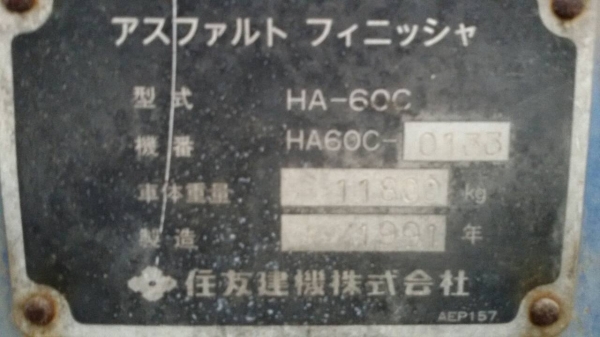 アスファルト フィニッシャ
型式 HA-60C
機番 HA60C-0133
車体重量 11800 kg
製造 1991 年
住友建機株式会社
AEP157